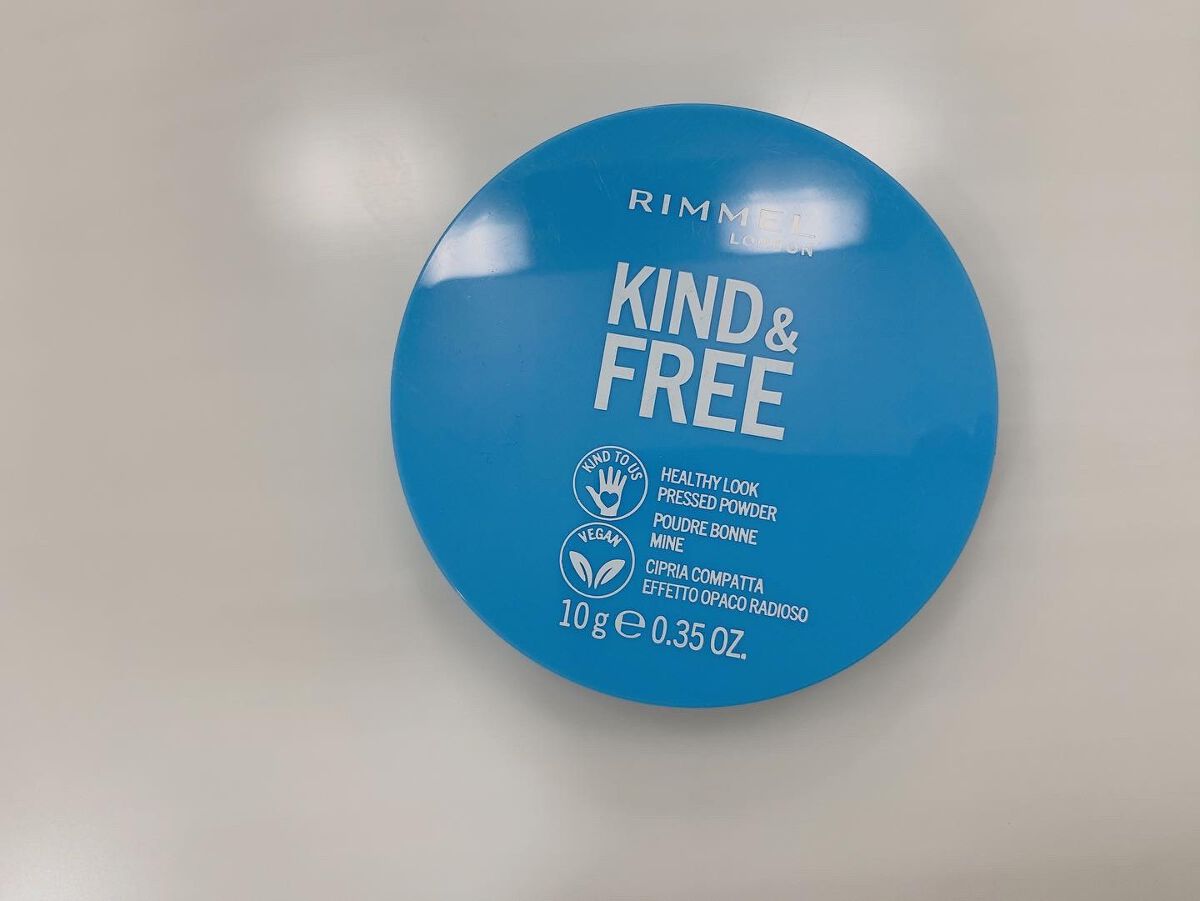 RIMMEL
LONDON
KIND &
FREE
KIND TO US
HEALTHY LOOK
PRESSED POWDER
POUDRE BONNE
MINE
VEGAN
CIPRIA COMPATTA
EFFETTO OPACO RADIOSO
10 g ℮ 0.35 OZ.